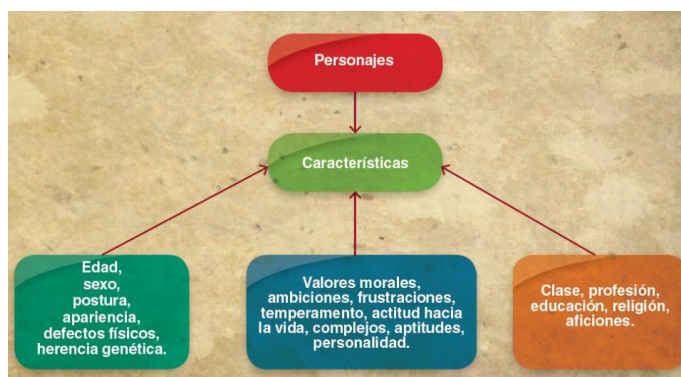 Personajes
Características
Edad,
sexo,
postura,
apariencia,
defectos físicos,
herencia genética.
Valores morales,
ambiciones, frustraciones,
temperamento, actitud hacia
la vida, complejos, aptitudes,
personalidad.
Clase, profesión,
educación, religión,
aficiones.